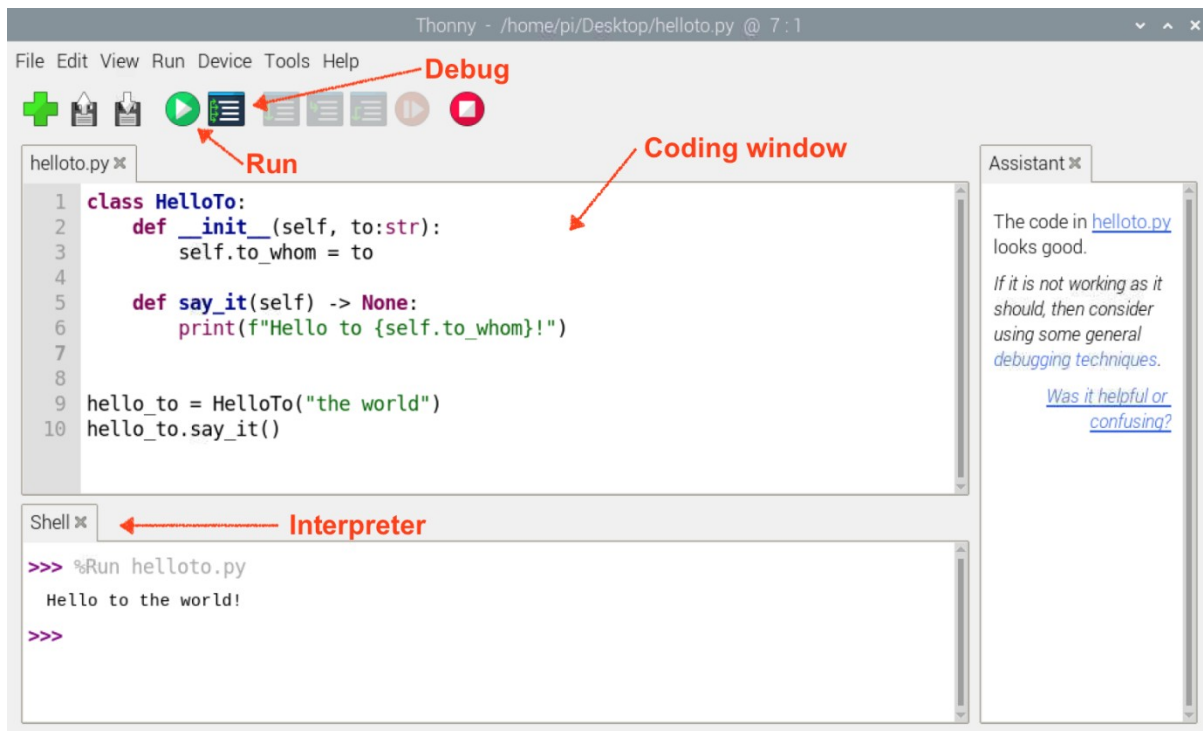 Thonny - /home/pi/Desktop/helloto.py @ 7:1
File Edit View Run Device Tools Help
Debug
Run
Coding window
helloto.py
1 class HelloTo:
2     def __init__(self, to:str):
3         self.to_whom = to
4
5     def say_it(self) -> None:
6         print(f"Hello to {self.to_whom}!")
7
8
9 hello_to = HelloTo("the world")
10 hello_to.say_it()
Assistant
The code in helloto.py
looks good.
If it is not working as it
should, then consider
using some general
debugging techniques.
Was it helpful or
confusing?
Shell
Interpreter
>>> %Run helloto.py
Hello to the world!
>>>